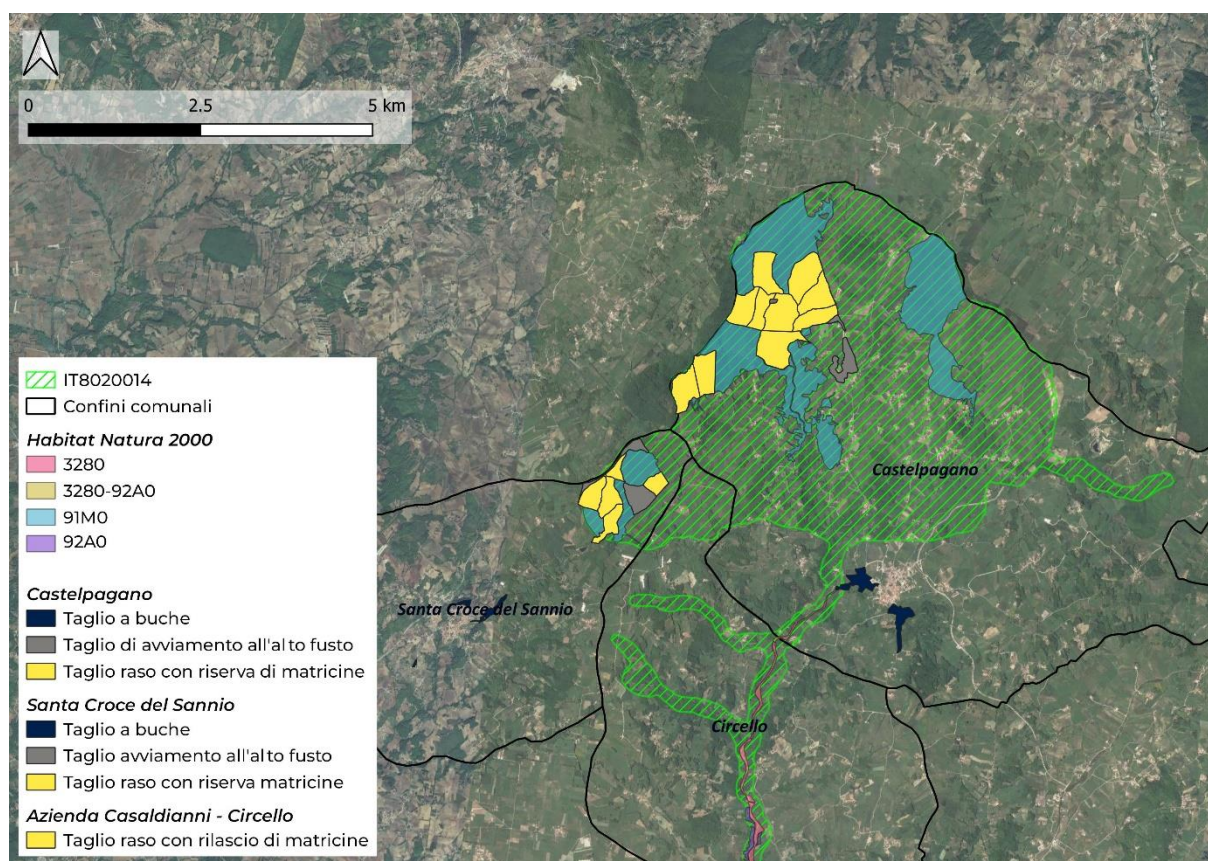 0 2.5 5 km
IT8020014
Confini comunali
Habitat Natura 2000
3280
3280-92A0
91M0
92A0
Castelpagano
Taglio a buche
Taglio di avviamento all'alto fusto
Taglio raso con riserva di matricine
Santa Croce del Sannio
Taglio a buche
Taglio avviamento all'alto fusto
Taglio raso con riserva matricine
Azienda Casaldianni - Circello
Taglio raso con rilascio di matricine
Castelpagano
Santa Croce del Sannio
Circello